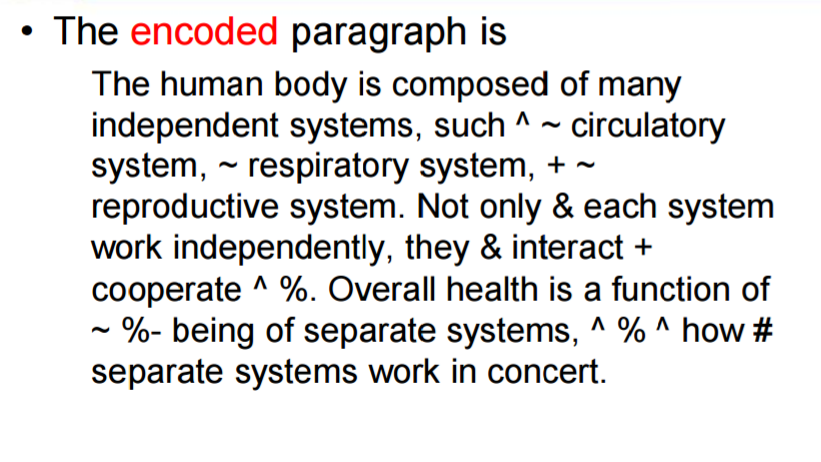 • The encoded paragraph is
The human body is composed of many
independent systems, such ^ ~ circulatory
system, ~ respiratory system, + ~
reproductive system. Not only & each system
work independently, they & interact +
cooperate ^ %. Overall health is a function of
~ %- being of separate systems, ^ % ^ how #
separate systems work in concert.